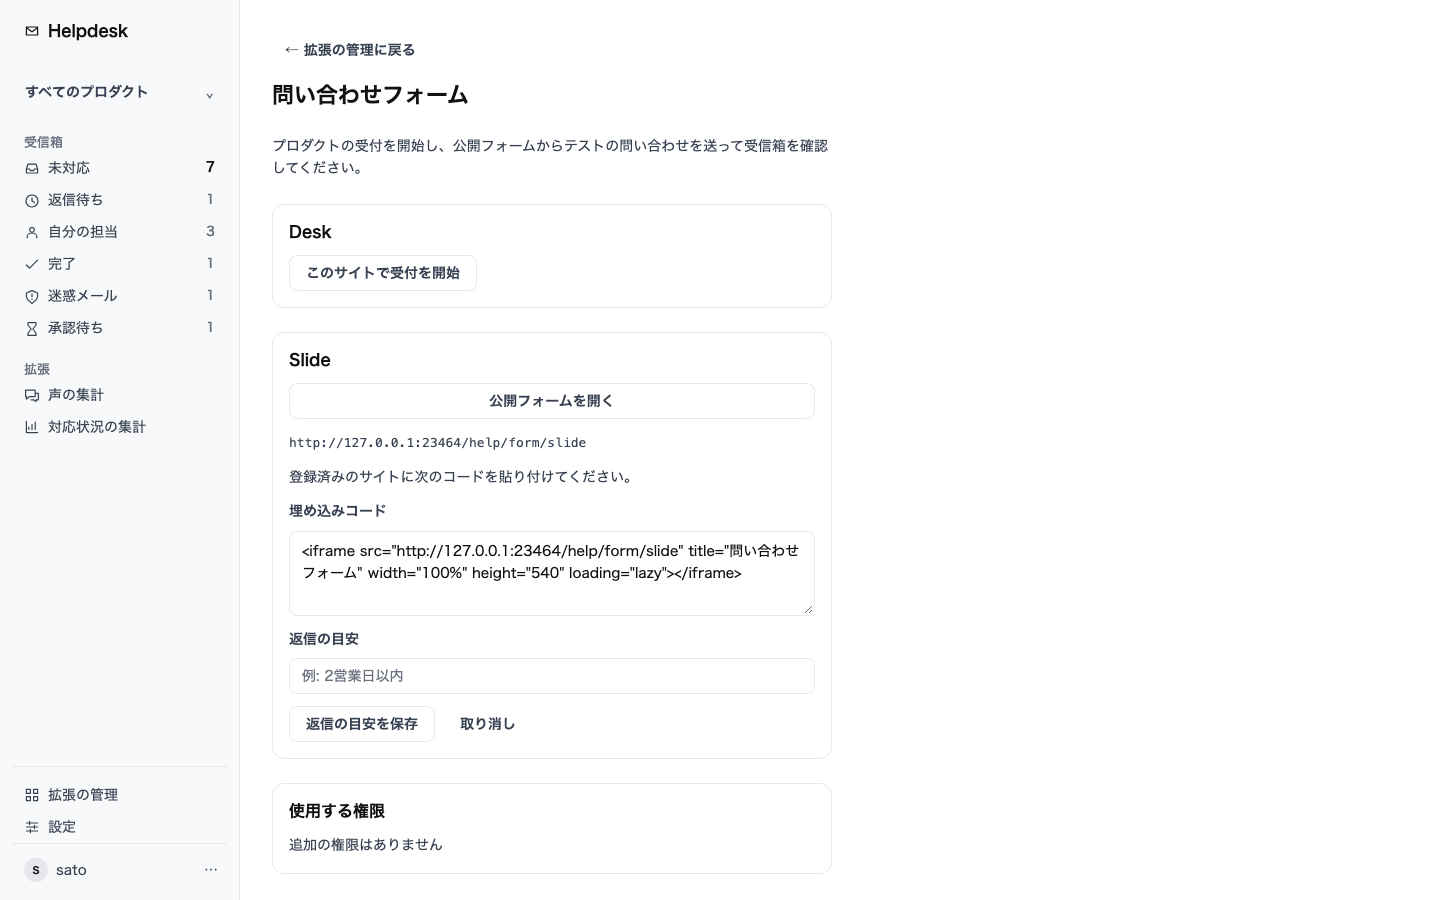 Helpdesk
すべてのプロダクト
受信箱
未対応 7
返信待ち 1
自分の担当 3
完了 1
迷惑メール 1
承認待ち 1
拡張
声の集計
対応状況の集計
拡張の管理
設定
S sato ...
← 拡張の管理に戻る
問い合わせフォーム
プロダクトの受付を開始し、公開フォームからテストの問い合わせを送って受信箱を確認
してください。
Desk
このサイトで受付を開始
Slide
公開フォームを開く
http://127.0.0.1:23464/help/form/slide
登録済みのサイトに次のコードを貼り付けてください。
埋め込みコード
<iframe src="http://127.0.0.1:23464/help/form/slide" title="問い合わせ
フォーム" width="100%" height="540" loading="lazy"></iframe>
返信の目安
例: 2営業日以内
返信の目安を保存 取り消し
使用する権限
追加の権限はありません